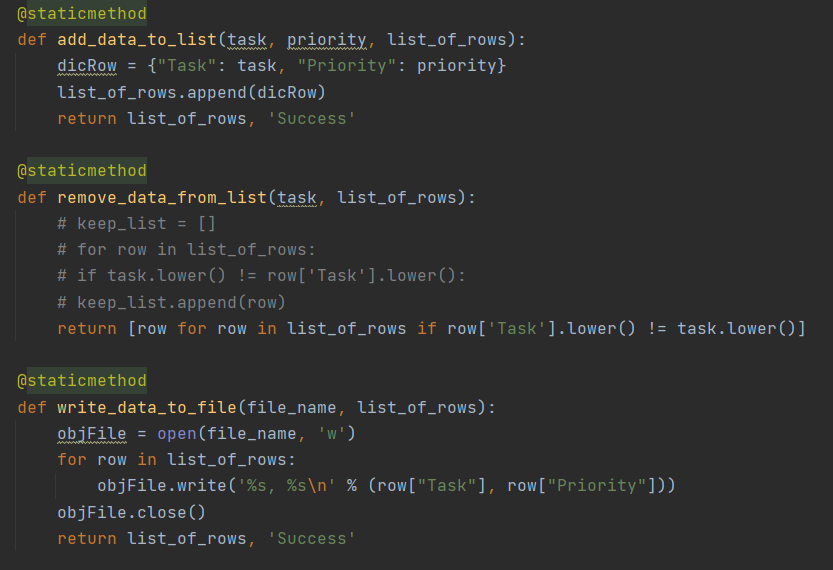 @staticmethod
def add_data_to_list(task, priority, list_of_rows):
    dicRow = {"Task": task, "Priority": priority}
    list_of_rows.append(dicRow)
    return list_of_rows, 'Success'

@staticmethod
def remove_data_from_list(task, list_of_rows):
    # keep_list = []
    # for row in list_of_rows:
    # if task.lower() != row['Task'].lower():
    # keep_list.append(row)
    return [row for row in list_of_rows if row['Task'].lower() != task.lower()]

@staticmethod
def write_data_to_file(file_name, list_of_rows):
    objFile = open(file_name, 'w')
    for row in list_of_rows:
        objFile.write('%s, %s\n' % (row["Task"], row["Priority"]))
    objFile.close()
    return list_of_rows, 'Success'